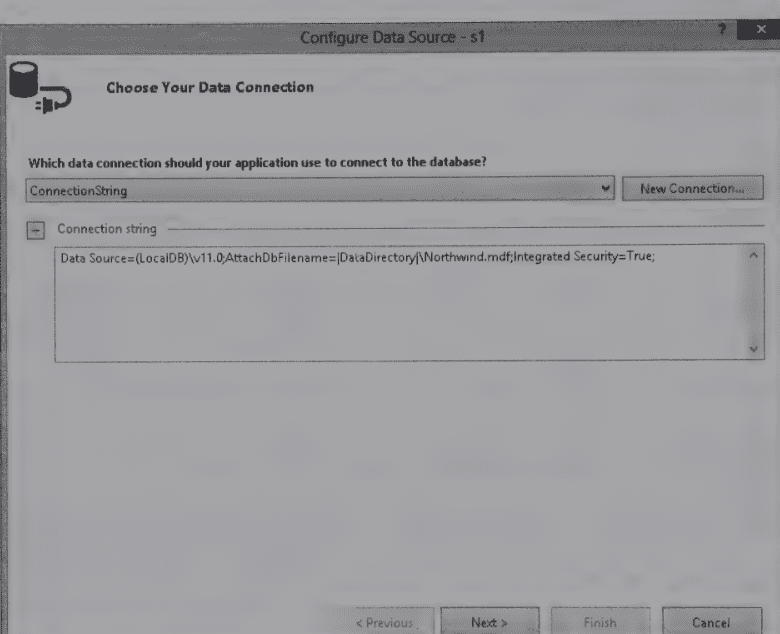 Configure Data Source - s1
? ×
Choose Your Data Connection
Which data connection should your application use to connect to the database?
ConnectionString
New Connection...
Connection string
Data Source=(LocalDB)\v11.0;AttachDbFilename=|DataDirectory|\Northwind.mdf;Integrated Security=True;
< Previous
Next >
Finish
Cancel